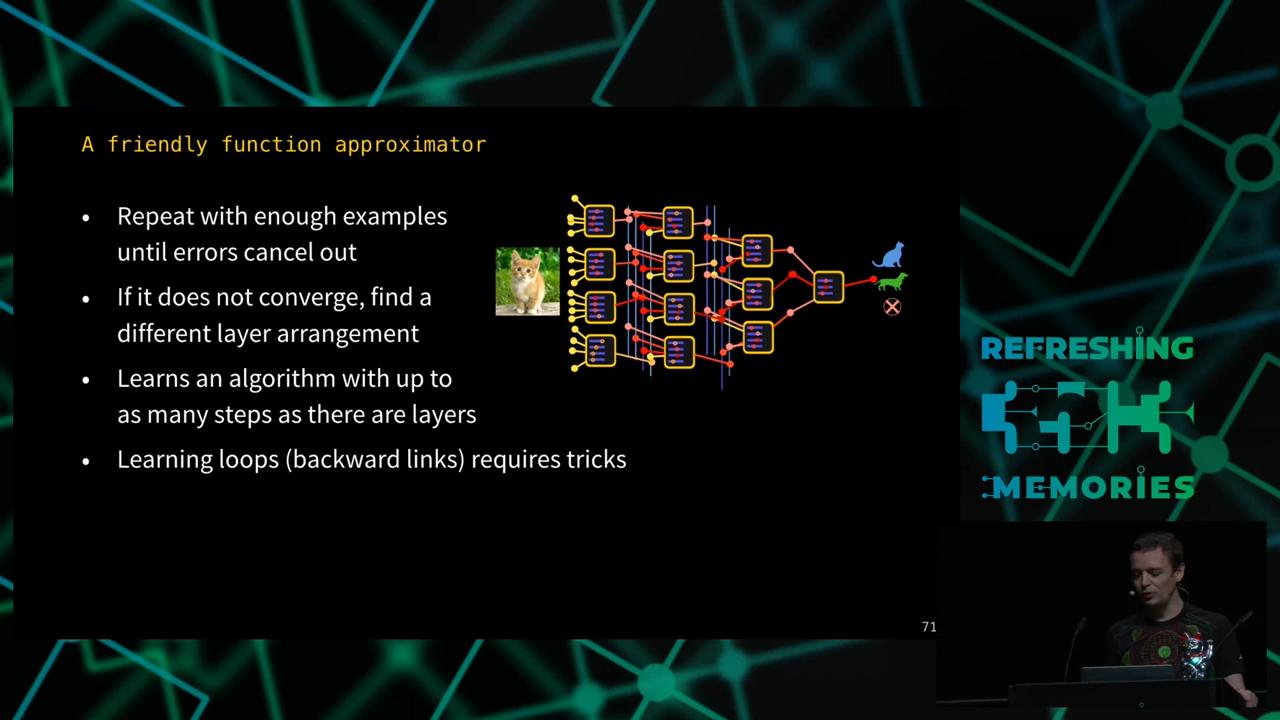 A friendly function approximator
• Repeat with enough examples
until errors cancel out
• If it does not converge, find a
different layer arrangement
• Learns an algorithm with up to
as many steps as there are layers
• Learning loops (backward links) requires tricks
71
REFRESHING
MEMORIES